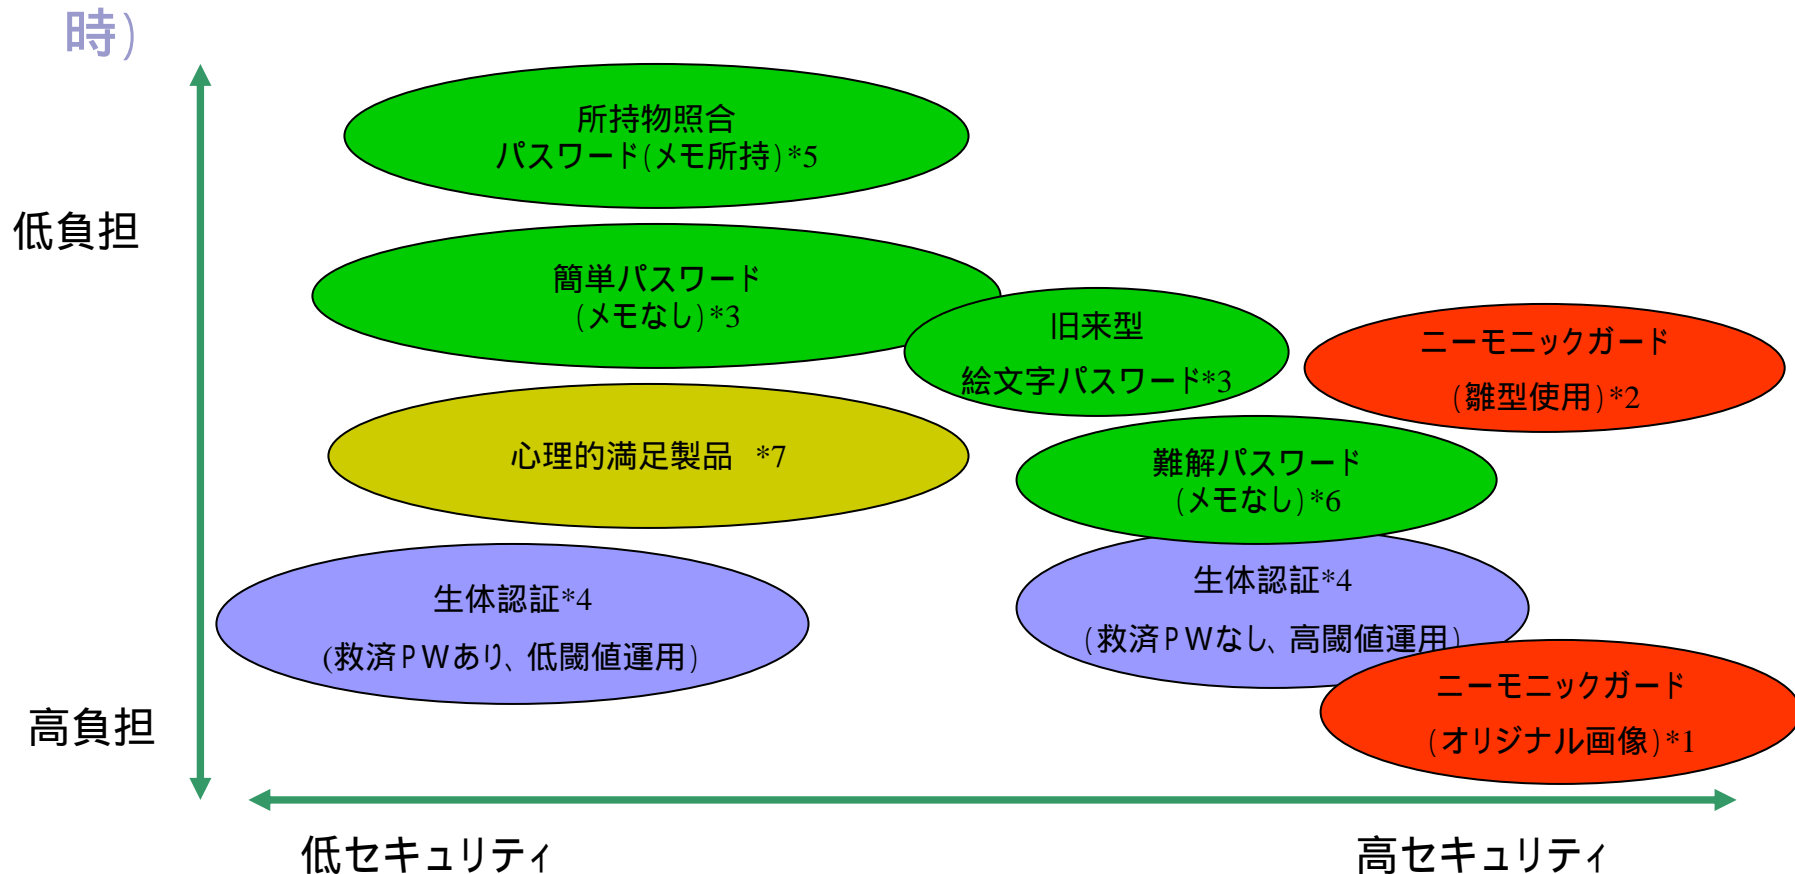 時)
所持物照合
パスワード(メモ所持)*5
低負担
簡単パスワード
(メモなし)*3
旧来型
絵文字パスワード*3
ニーモニックガード
(雛型使用)*2
心理的満足製品 *7
難解パスワード
(メモなし)*6
生体認証*4
(救済PWあり、低閾値運用)
生体認証*4
(救済PWなし、高閾値運用)
ニーモニックガード
(オリジナル画像)*1
高負担
低セキュリティ
高セキュリティ